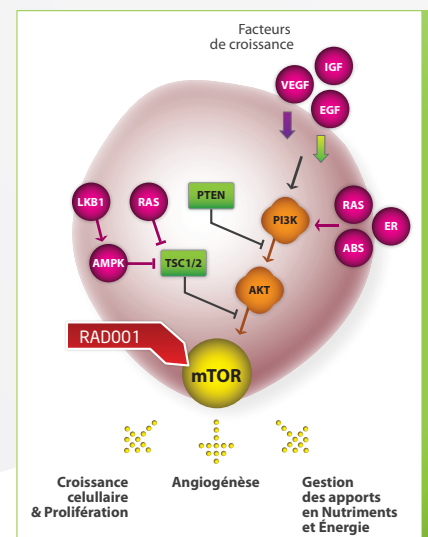 Facteurs
de croissance
IGF
VEGF
EGF
LKB1
RAS
PTEN
RAS
PI3K
ER
ABS
AMPK
TSC1/2
AKT
RAD001
mTOR
Croissance
celullaire
& Prolifération
Angiogénèse
Gestion
des apports
en Nutriments
et Énergie